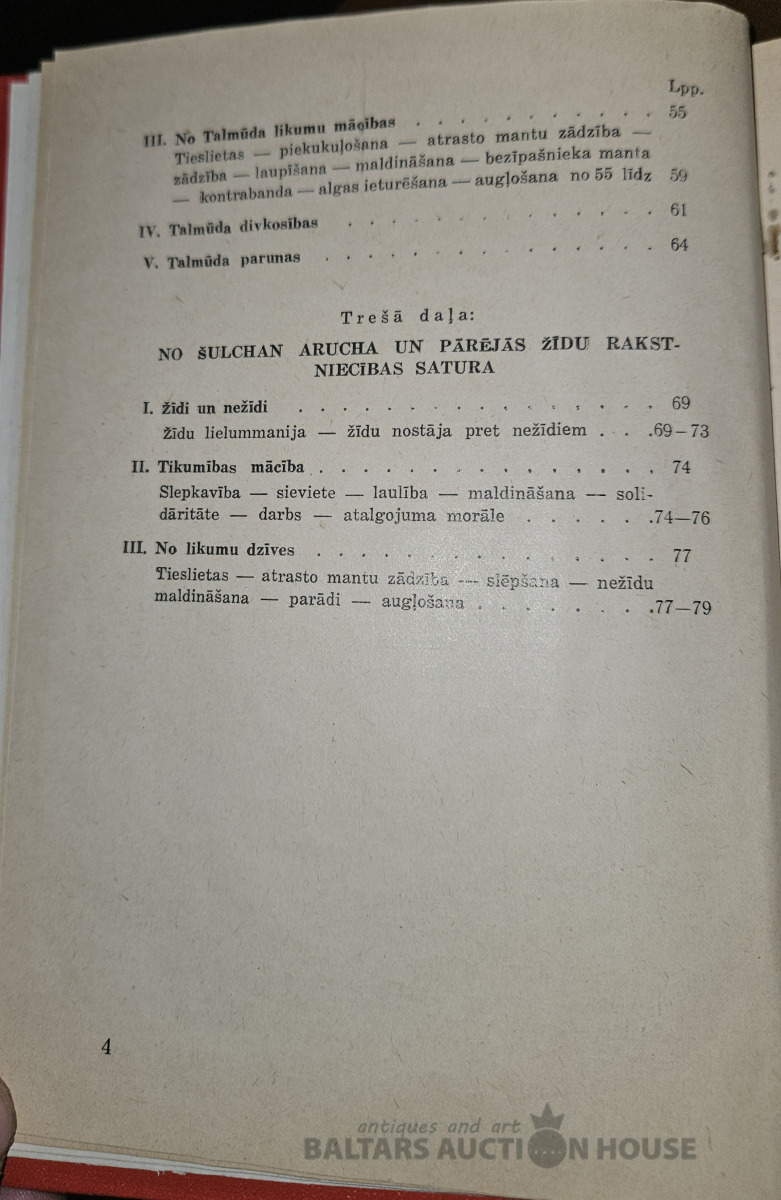 Lpp.
III. No Talmūda likumu mācības . . . . . . . . . . . 55
Tieslietas — piekukuļošana — atrasto mantu zādzība —
zādzība — laupīšana — maldināšana — bezīpašnieka manta
— kontrabanda — algas ieturēšana — augļošana no 55 līdz 59
IV. Talmūda divkosības . . . . . . . . . . . . . 61
V. Talmūda parunas . . . . . . . . . . . . . . 64
Trešā daļa:
NO ŠULCHAN ARUCHA UN PĀRĒJĀS ŽĪDU RAKST-
NIECĪBAS SATURA
I. Žīdi un nežīdi . . . . . . . . . . . . . . . 69
Žīdu lielummanija — žīdu nostāja pret nežīdiem . . .69—73
II. Tikumības mācība . . . . . . . . . . . . . . 74
Slepkavība — sieviete — laulība — maldināšana — soli-
dāritāte — darbs — atalgojuma morāle . . . . . .74—76
III. No likumu dzīves . . . . . . . . . . . . . . 77
Tieslietas — atrasto mantu zādzība — slēpšana — nežīdu
maldināšana — parādi — augļošana . . . . . . . .77—79
4
antiques and art
BALTARS AUCTION HOUSE